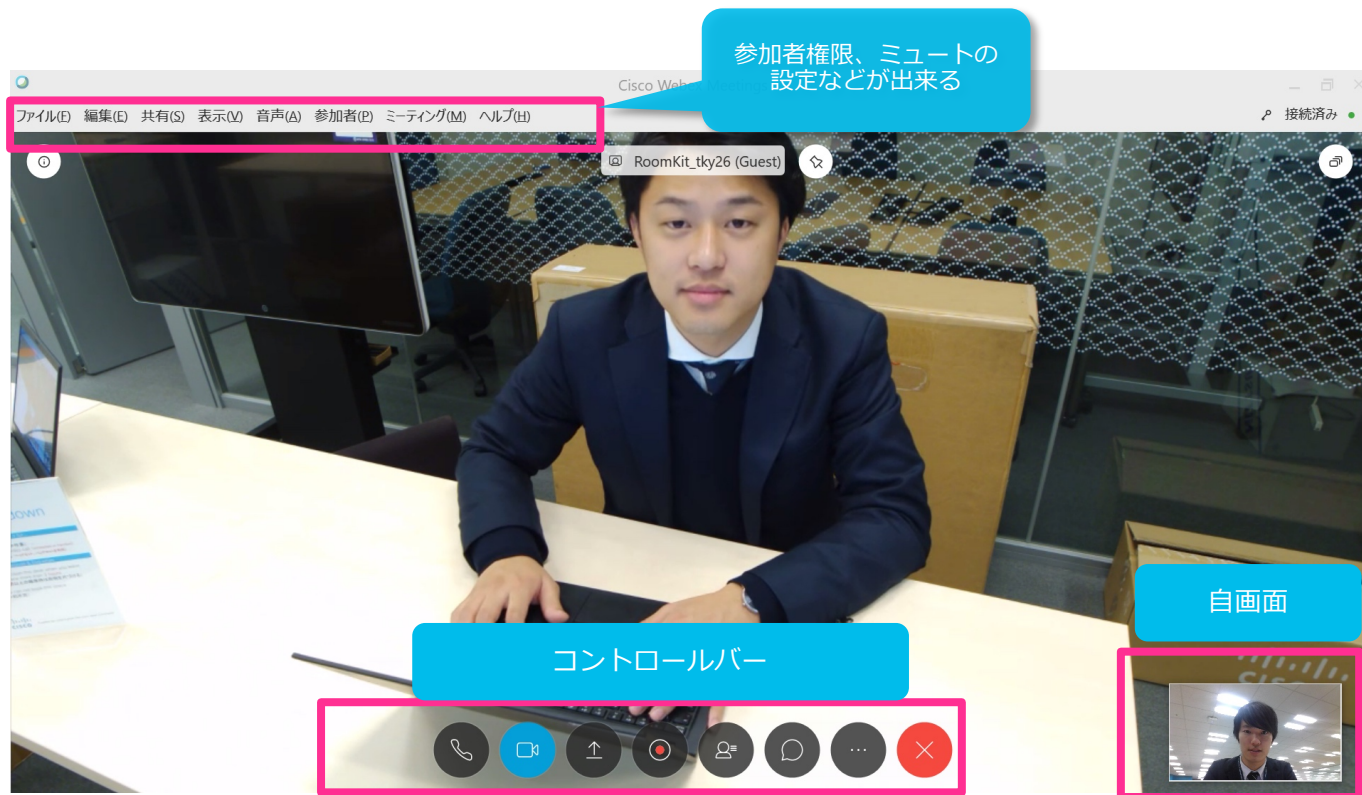 参加者権限、ミュートの
設定などが出来る
Cisco Web
ファイル(F) 編集(E) 共有(S) 表示(V) 音声(A) 参加者(P) ミーティング(M) ヘルプ(H)
接続済み
RoomKit_tky26 (Guest)
down
自画面
コントロールバー
CISCO